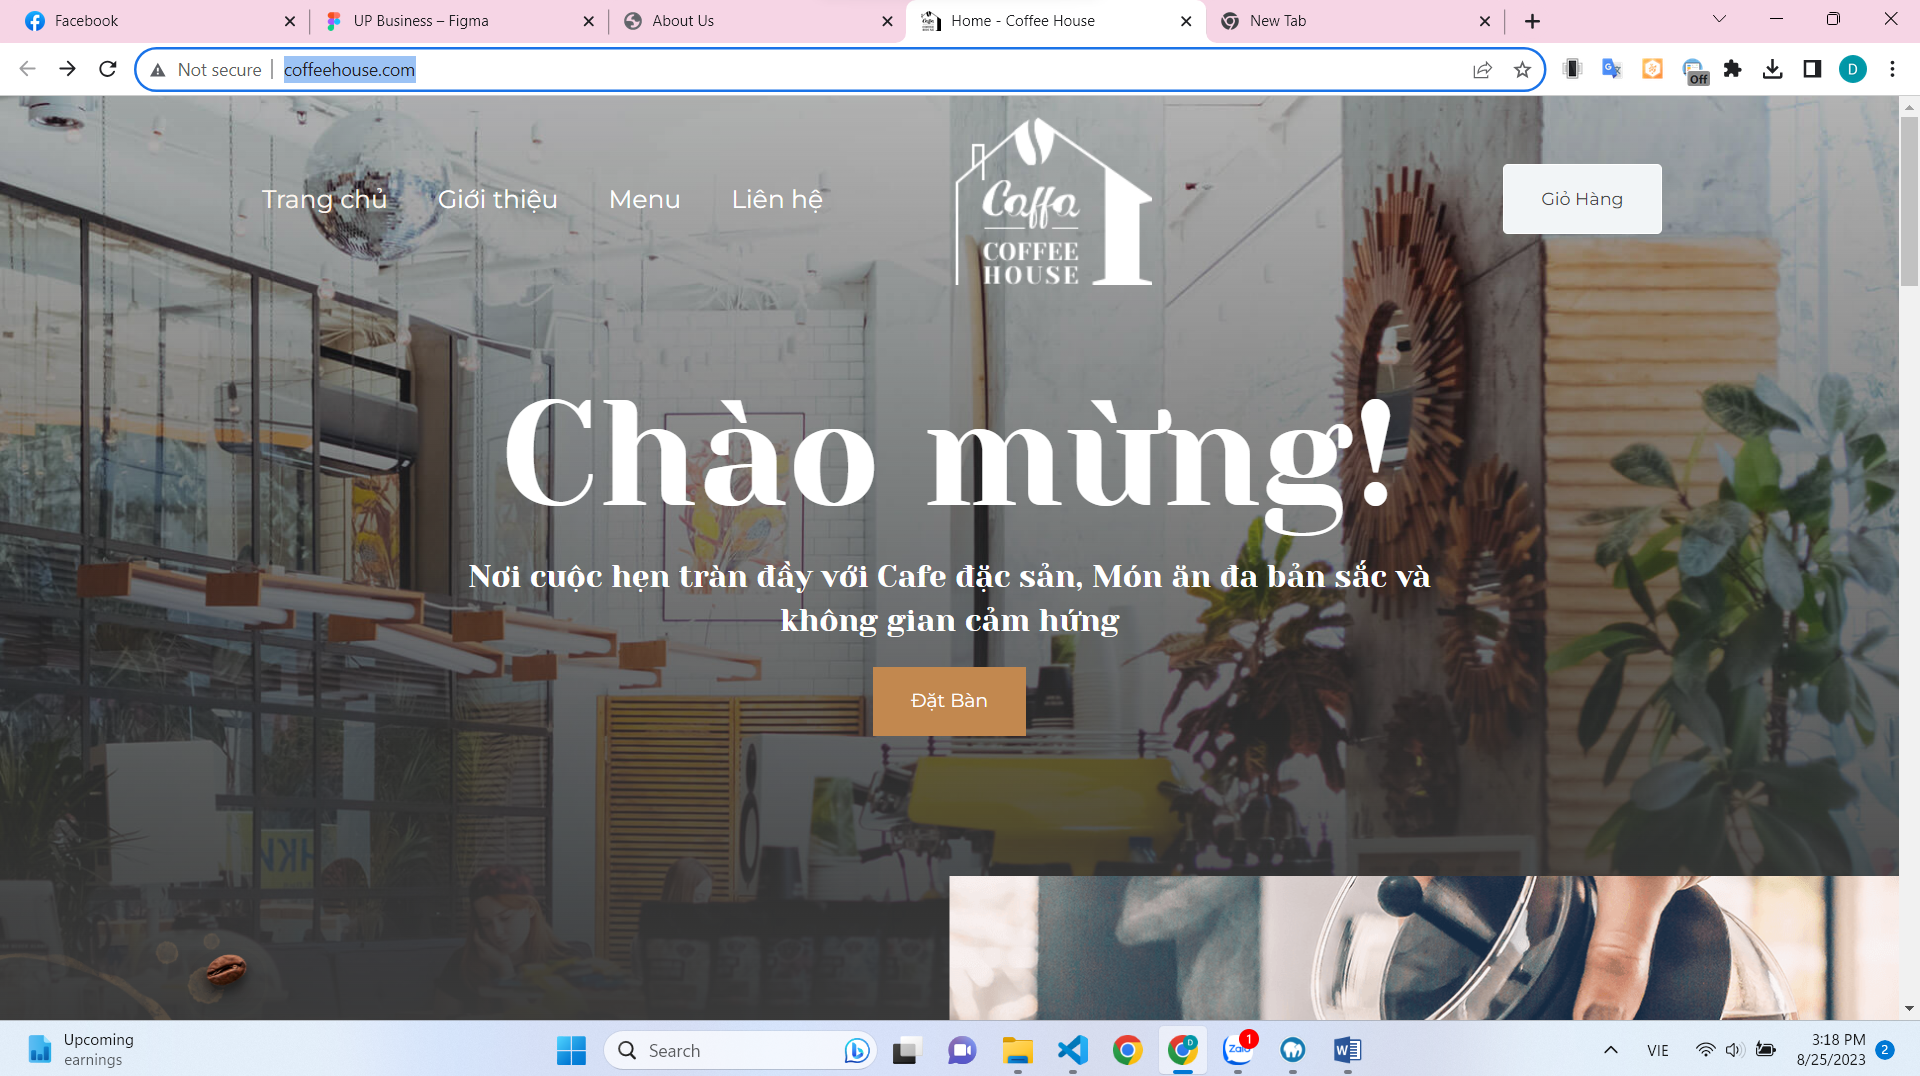 Facebook
UP Business – Figma
About Us
Home - Coffee House
New Tab
Not secure
coffeehouse.com
Off
D
Trang chủ
Giới thiệu
Menu
Liên hệ
Caffa
COFFEE
HOUSE
Giỏ Hàng
Chào mừng!
Nơi cuộc hẹn tràn đầy với Cafe đặc sản, Món ăn đa bản sắc và
không gian cảm hứng
Đặt Bàn
Upcoming
earnings
Search
D
Zalo
1
VIE
3:18 PM
8/25/2023
2